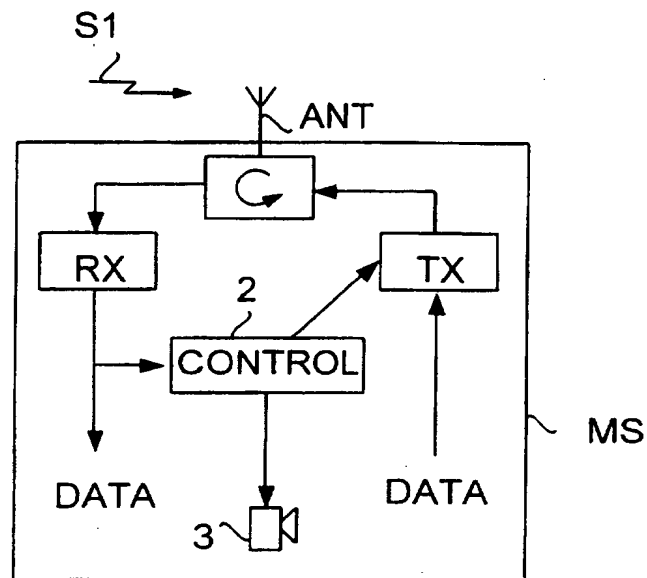 S1
ANT
RX
TX
2
CONTROL
MS
DATA
DATA
3